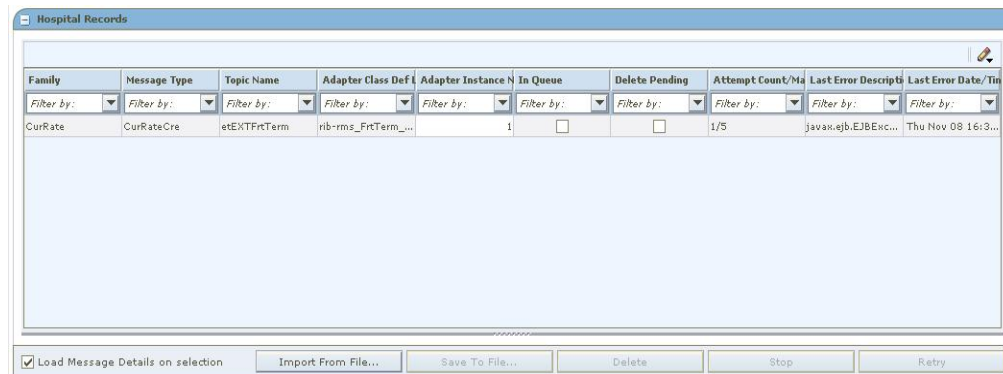 Hospital Records
Family Message Type Topic Name Adapter Class Def L Adapter Instance N In Queue Delete Pending Attempt Count/Ma Last Error Descripti Last Error Date/Tim
Filter by: Filter by: Filter by: Filter by: Filter by: Filter by: Filter by: Filter by: Filter by: Filter by:
CurRate CurRateCre etEXTFrtTerm rib-rms_FrtTerm_... 1 1/5 javax.ejb.EJBExc... Thu Nov 08 16:3...
Load Message Details on selection Import From File... Save To File... Delete Stop Retry